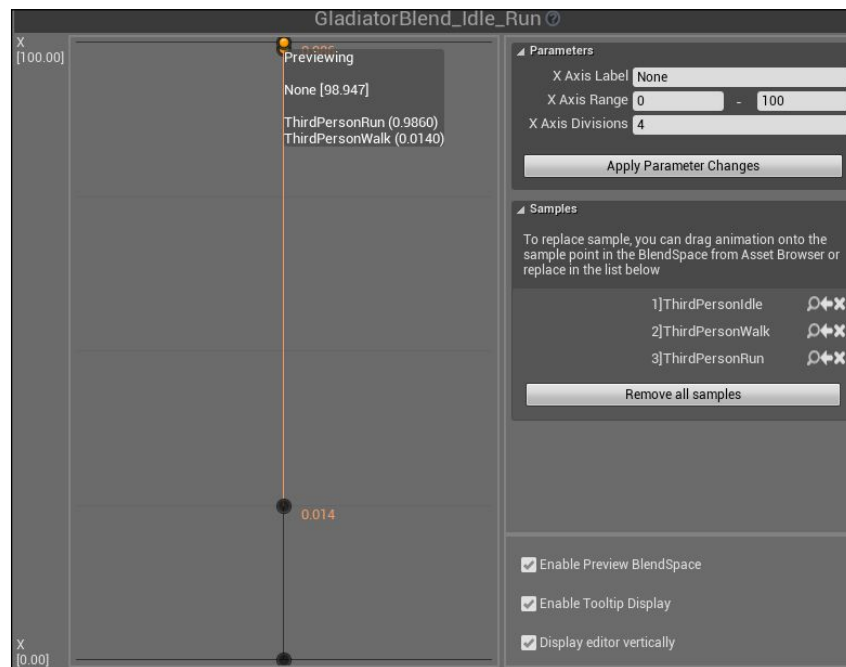 GladiatorBlend_Idle_Run
X
[100.00]
Previewing
None [98.947]
ThirdPersonRun (0.9860)
ThirdPersonWalk (0.0140)
0.014
X
[0.00]
Parameters
X Axis Label None
X Axis Range 0 - 100
X Axis Divisions 4
Apply Parameter Changes
Samples
To replace sample, you can drag animation onto the
sample point in the BlendSpace from Asset Browser or
replace in the list below
1]ThirdPersonIdle
2]ThirdPersonWalk
3]ThirdPersonRun
Remove all samples
Enable Preview BlendSpace
Enable Tooltip Display
Display editor vertically